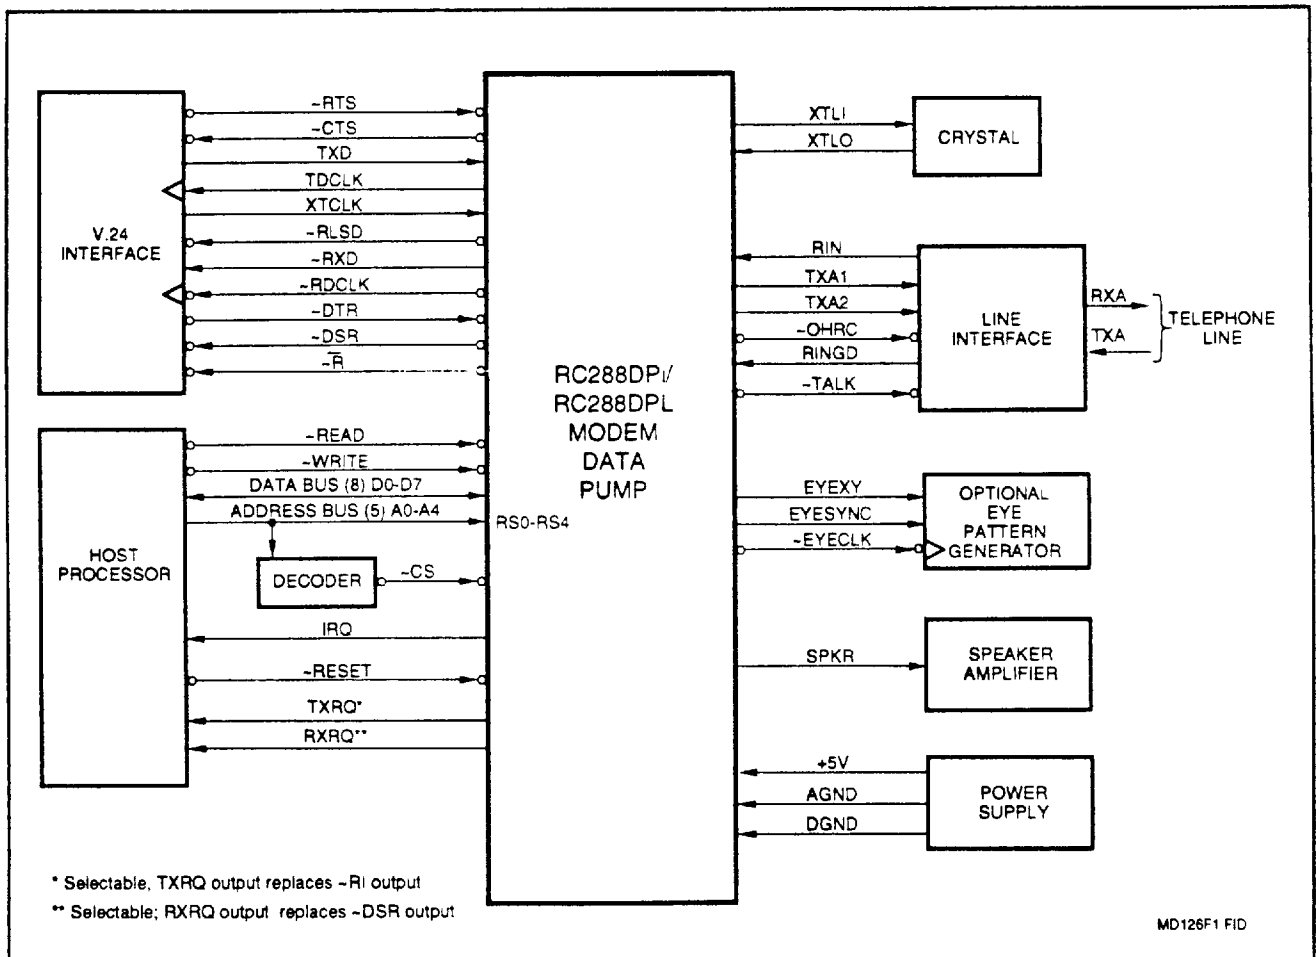 ~RTS
~CTS
TXD
TDCLK
XTCLK
~RLSD
~RXD
~RDCLK
~DTR
~DSR
~R̅
V.24
INTERFACE
~READ
~WRITE
DATA BUS (8) D0-D7
ADDRESS BUS (5) A0-A4
RS0-RS4
HOST
PROCESSOR
DECODER
~CS
IRQ
~RESET
TXRQ*
RXRQ**
RC288DPi/
RC288DPL
MODEM
DATA
PUMP
XTLI
XTLO
CRYSTAL
RIN
TXA1
TXA2
~OHRC
RINGD
~TALK
LINE
INTERFACE
RXA
TXA
TELEPHONE
LINE
EYEXY
EYESYNC
~EYECLK
OPTIONAL
EYE
PATTERN
GENERATOR
SPKR
SPEAKER
AMPLIFIER
+5V
AGND
DGND
POWER
SUPPLY
* Selectable, TXRQ output replaces ~RI output
** Selectable; RXRQ output replaces ~DSR output
MD126F1 FID